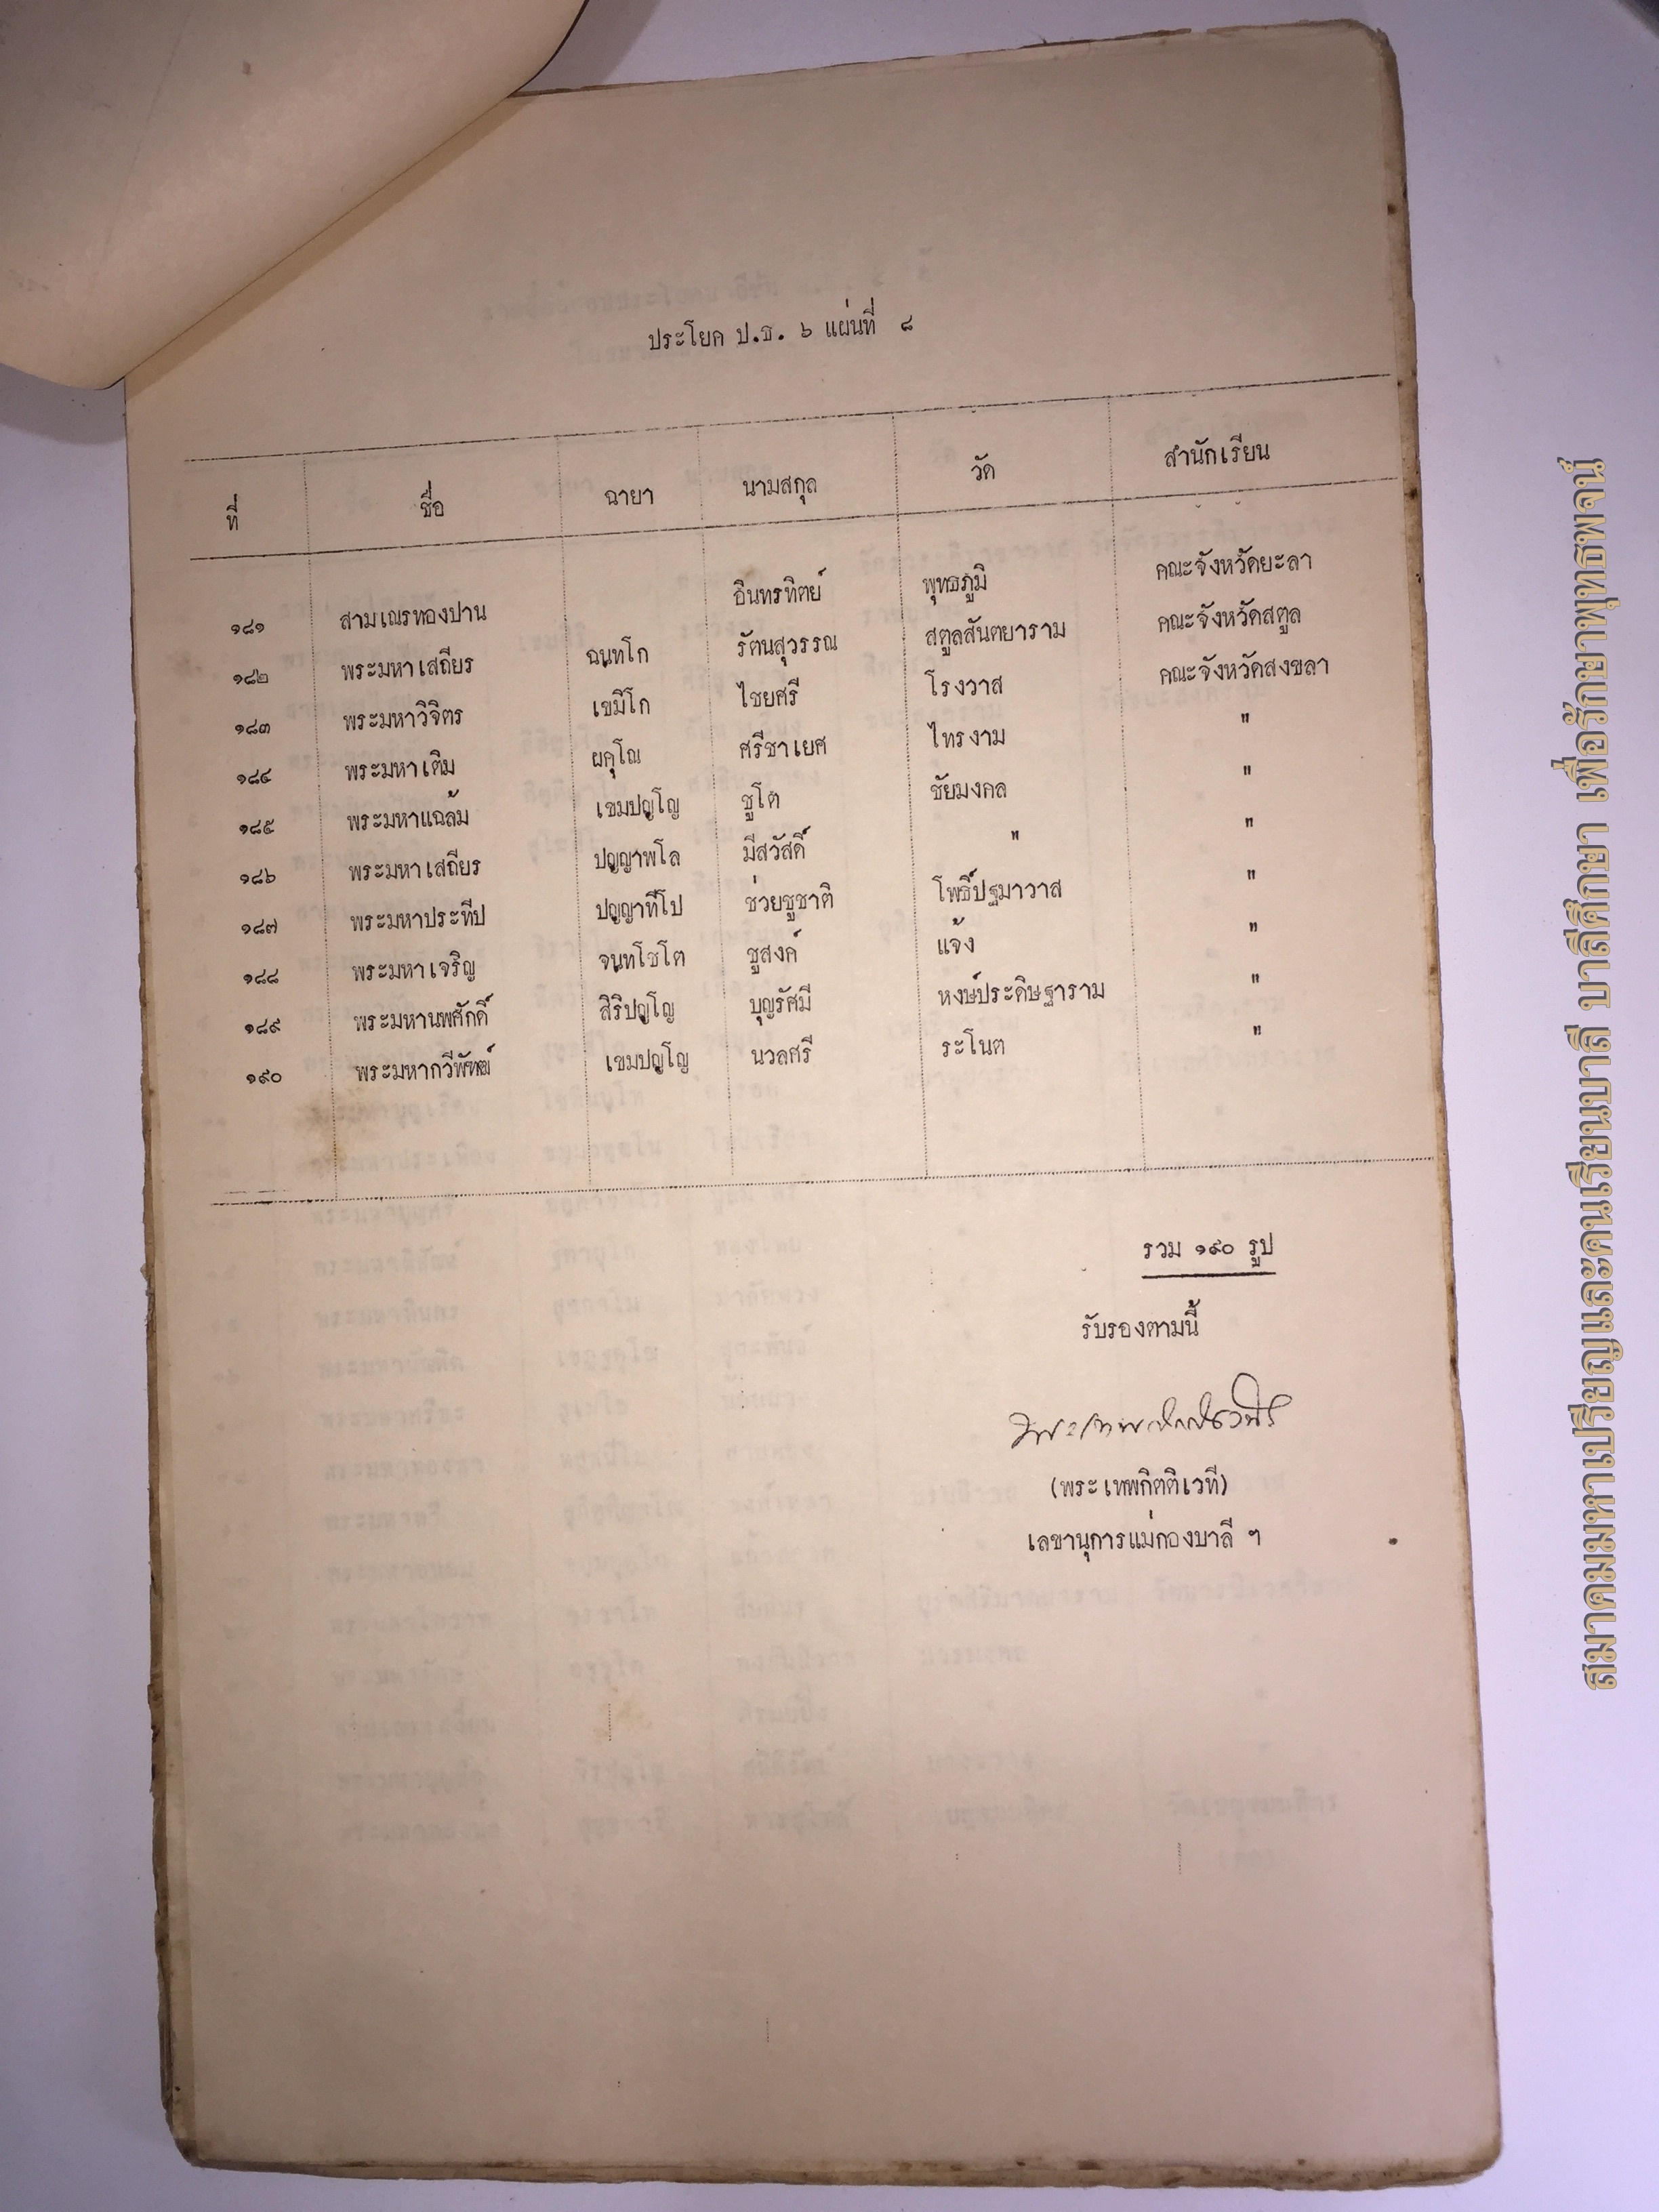 ประโยค ป.ธ. ๖ แผ่นที่ ๘
ที่ ชื่อ ฉายา นามสกุล วัด สำนักเรียน
๑๘๑ สามเณรทองปาน อินทรทิตย์ พุทธภูมิ คณะจังหวัดยะลา
๑๘๒ พระมหาเสถียร ฉนฺทโก รัตนสุวรรณ สตูลสันตยาราม คณะจังหวัดสตูล
๑๘๓ พระมหาวิจิตร เขมิโก ไชยศรี โรงวาส คณะจังหวัดสงขลา
๑๘๔ พระมหาเติม ผคุโณ ศรีชาเยศ ไทรงาม "
๑๘๕ พระมหาแฉล้ม เขมปญฺโญ ชูโต ชัยมงคล "
๑๘๖ พระมหาเสถียร ปญฺญาพโล มีสวัสดิ์ " "
๑๘๗ พระมหาประทีป ปญฺญาทีโป ช่วยชูชาติ โพธิ์ปฐมาวาส "
๑๘๘ พระมหาเจริญ จนฺทโชโต ชูสงค์ แจ้ง "
๑๘๙ พระมหานพศักดิ์ สิริปญฺโญ บุญรัศมี หงษ์ประดิษฐาราม "
๑๙๐ พระมหากวีพัฑฒ์ เขมปญฺโญ นวลศรี ระโนต "
รวม ๑๙๐ รูป
รับรองตามนี้
(พระเทพกิตติเวที)
เลขานุการแม่กองบาลี ฯ
สมาคมมหาเปรียญและคนเรียนบาลี บาลีศึกษา เพื่อรักษาพุทธพจน์